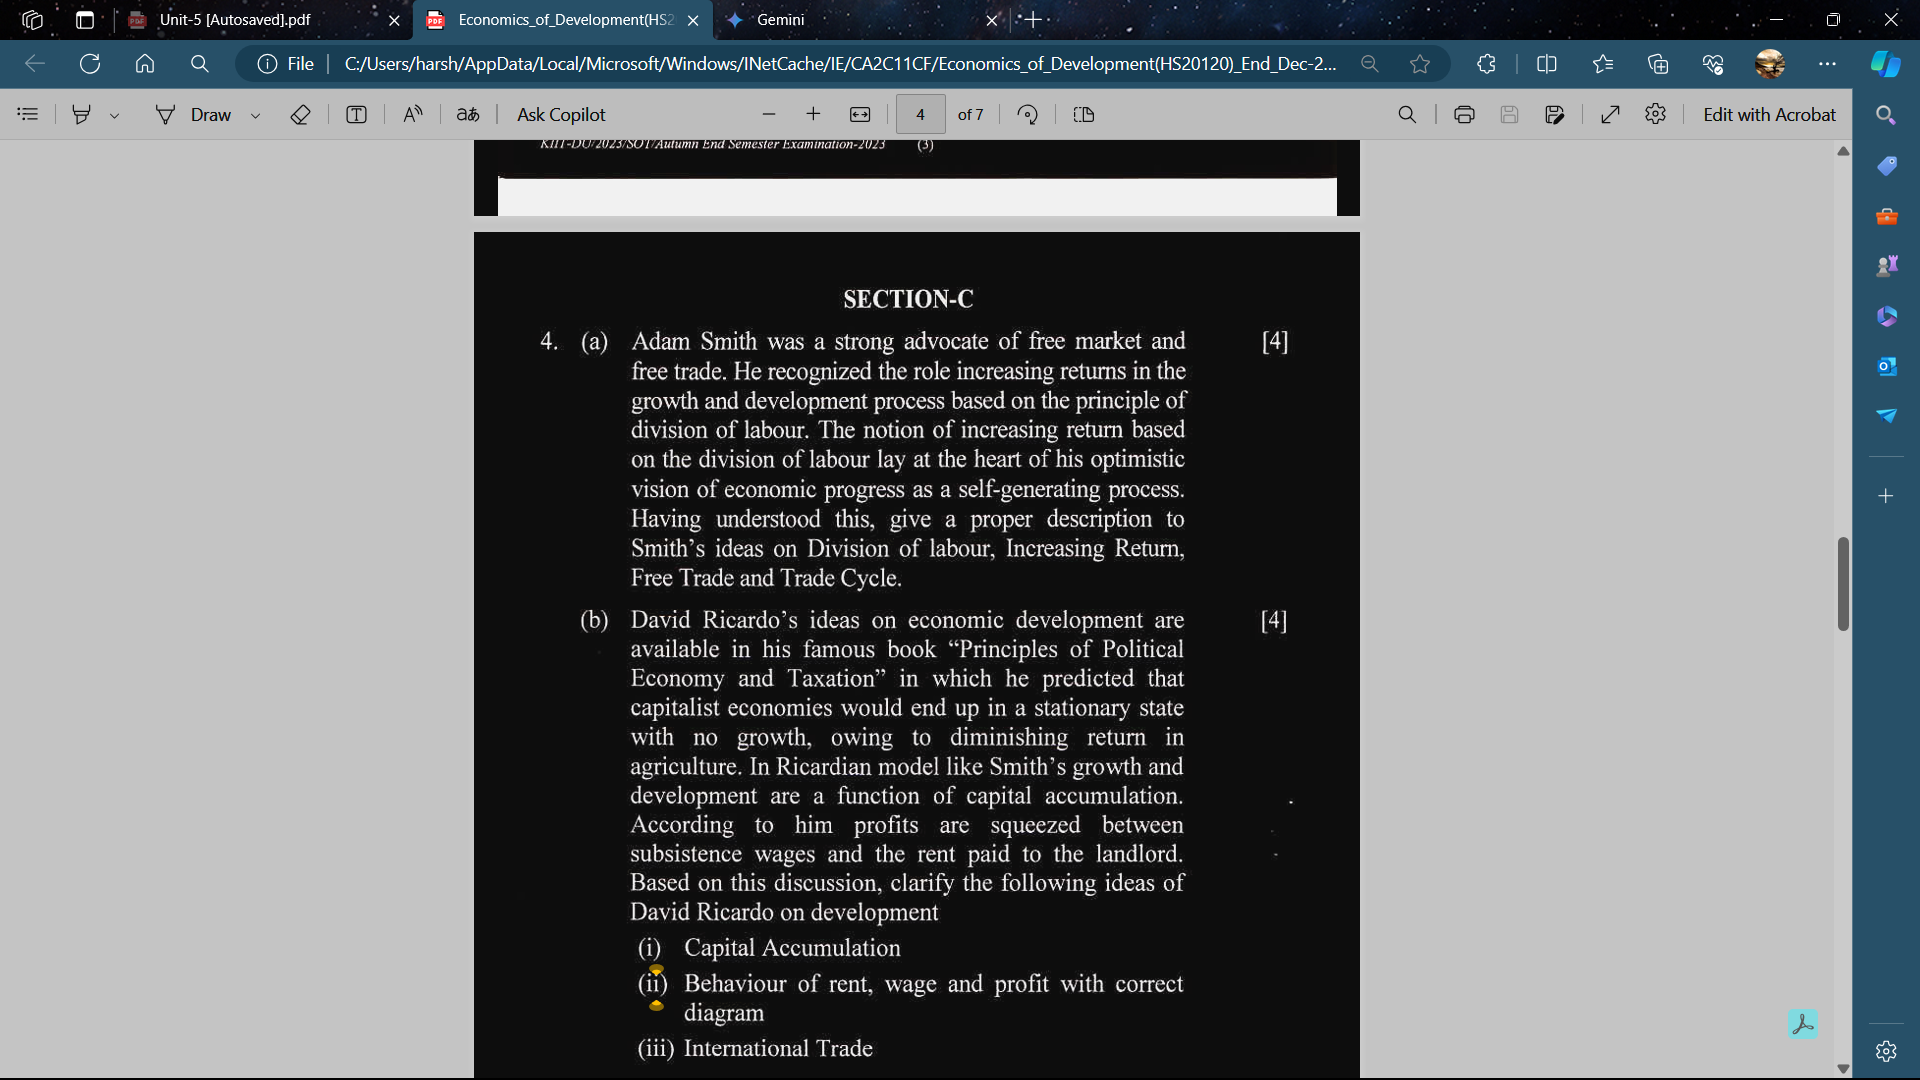 Unit-5 [Autosaved].pdf
Economics_of_Development(HS2
Gemini
File
C:/Users/harsh/AppData/Local/Microsoft/Windows/INetCache/IE/CA2C11CF/Economics_of_Development(HS20120)_End_Dec-2...
Draw
Ask Copilot
4 of 7
Edit with Acrobat
KIIT-DU/2023/SOT/Autumn End Semester Examination-2023 (3)
SECTION-C
4. (a) Adam Smith was a strong advocate of free market and [4]
free trade. He recognized the role increasing returns in the
growth and development process based on the principle of
division of labour. The notion of increasing return based
on the division of labour lay at the heart of his optimistic
vision of economic progress as a self-generating process.
Having understood this, give a proper description to
Smith's ideas on Division of labour, Increasing Return,
Free Trade and Trade Cycle.
(b) David Ricardo's ideas on economic development are [4]
available in his famous book “Principles of Political
Economy and Taxation” in which he predicted that
capitalist economies would end up in a stationary state
with no growth, owing to diminishing return in
agriculture. In Ricardian model like Smith's growth and
development are a function of capital accumulation.
According to him profits are squeezed between
subsistence wages and the rent paid to the landlord.
Based on this discussion, clarify the following ideas of
David Ricardo on development
(i) Capital Accumulation
(ii) Behaviour of rent, wage and profit with correct
diagram
(iii) International Trade